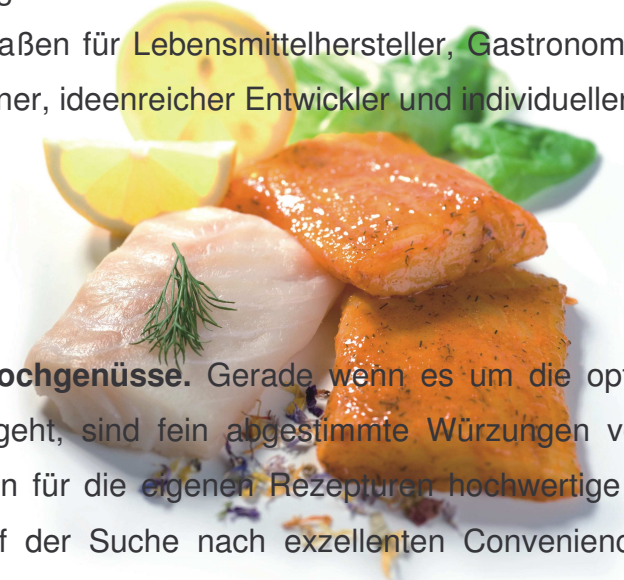 aßen für Lebensmittelhersteller, Gastronom
ner, ideenreicher Entwickler und individueller
ochgenüsse. Gerade wenn es um die opt
geht, sind fein abgestimmte Würzungen v
n für die eigenen Rezepturen hochwertige
f der Suche nach exzellenten Convenienc